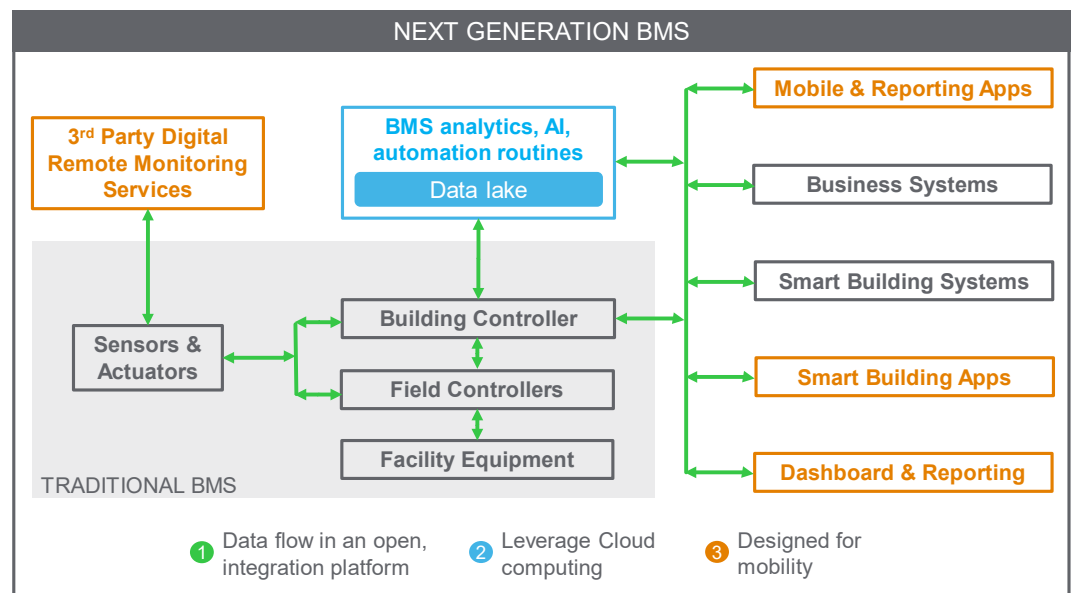 NEXT GENERATION BMS
3rd Party Digital
Remote Monitoring
Services
BMS analytics, AI,
automation routines
Data lake
Mobile & Reporting Apps
Business Systems
Smart Building Systems
Smart Building Apps
Dashboard & Reporting
Sensors &
Actuators
Building Controller
Field Controllers
Facility Equipment
TRADITIONAL BMS
1 Data flow in an open,
integration platform
2 Leverage Cloud
computing
3 Designed for
mobility